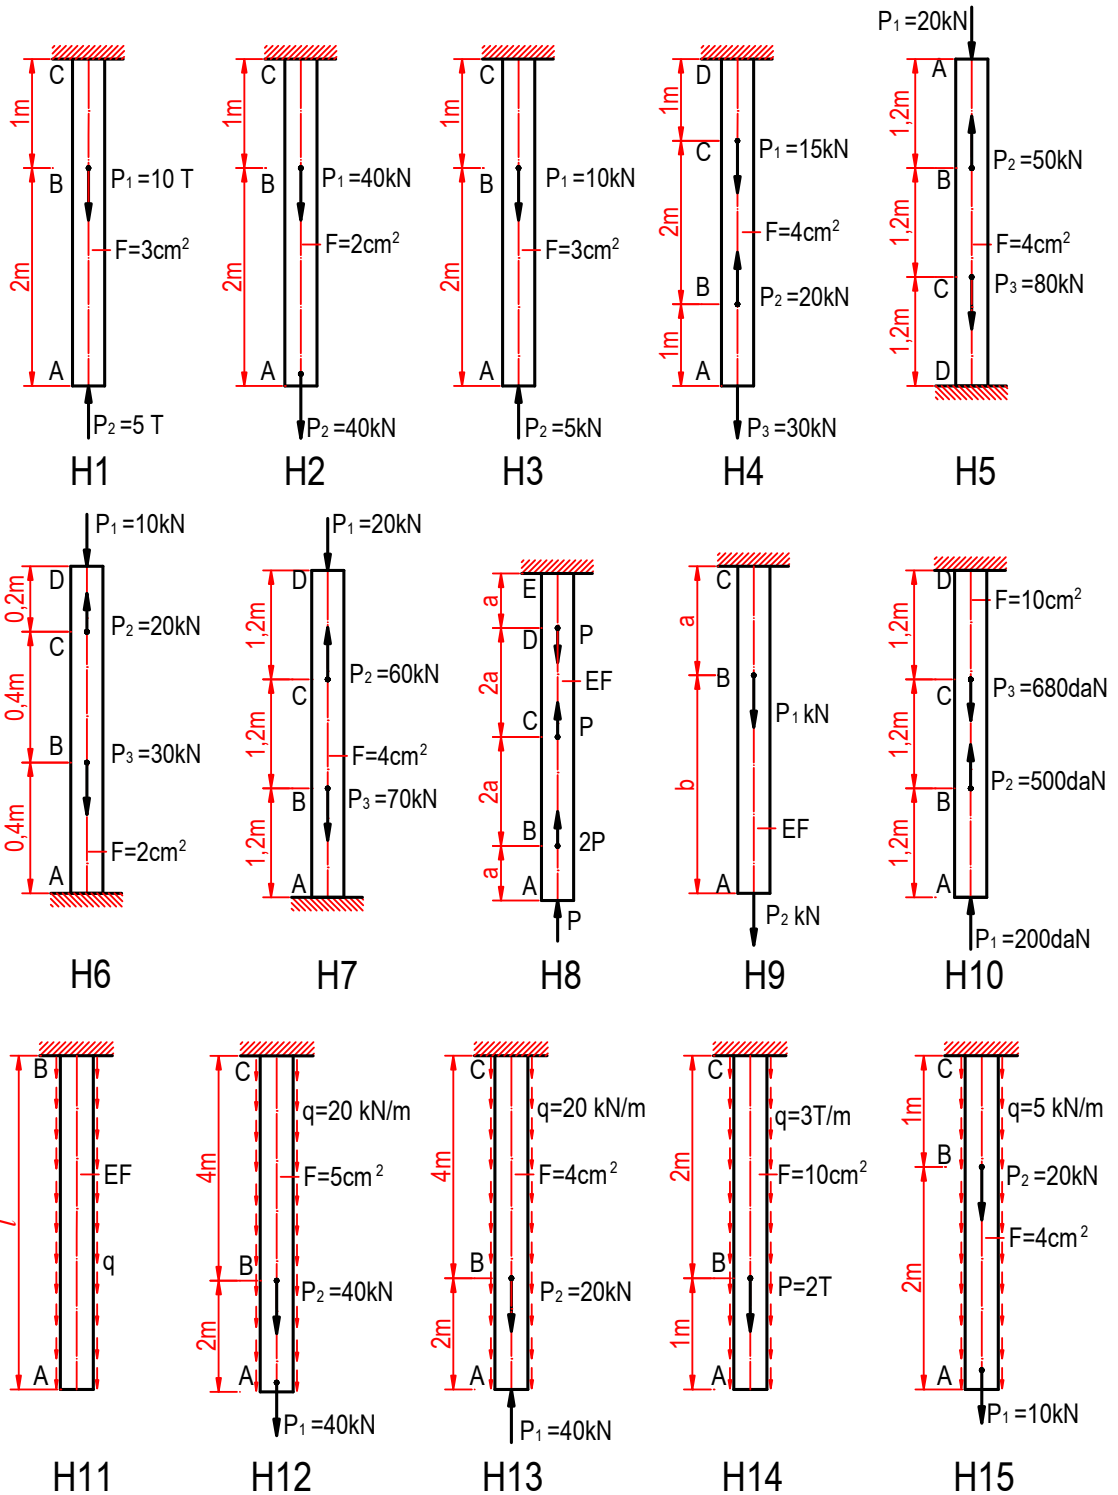 C
1m
B
P₁ =10 T
F=3cm²
2m
A
P₂ =5 T
H1
C
1m
B
P₁ =40kN
F=2cm²
2m
A
P₂ =40kN
H2
C
1m
B
P₁ =10kN
F=3cm²
2m
A
P₂ =5kN
H3
D
1m
C
P₁ =15kN
2m
F=4cm²
B
P₂ =20kN
1m
A
P₃ =30kN
H4
P₁ =20kN
A
1,2m
P₂ =50kN
B
1,2m
F=4cm²
C
P₃ =80kN
1,2m
D
H5
P₁ =10kN
D
0,2m
P₂ =20kN
C
0,4m
B
P₃ =30kN
0,4m
F=2cm²
A
H6
P₁ =20kN
D
1,2m
P₂ =60kN
C
1,2m
F=4cm²
B
P₃ =70kN
1,2m
A
H7
E
a
D
P
EF
2a
C
P
2a
B
2P
a
A
P
H8
C
a
B
P₁ kN
b
EF
A
P₂ kN
H9
D
F=10cm²
1,2m
C
P₃ =680daN
1,2m
P₂ =500daN
B
1,2m
A
P₁ =200daN
H10
B
EF
l
q
A
H11
C
q=20 kN/m
4m
F=5cm²
B
P₂ =40kN
2m
A
P₁ =40kN
H12
C
q=20 kN/m
4m
F=4cm²
B
P₂ =20kN
2m
A
P₁ =40kN
H13
C
q=3T/m
2m
F=10cm²
B
P=2T
1m
A
H14
C
q=5 kN/m
1m
B
P₂ =20kN
F=4cm²
2m
A
P₁ =10kN
H15